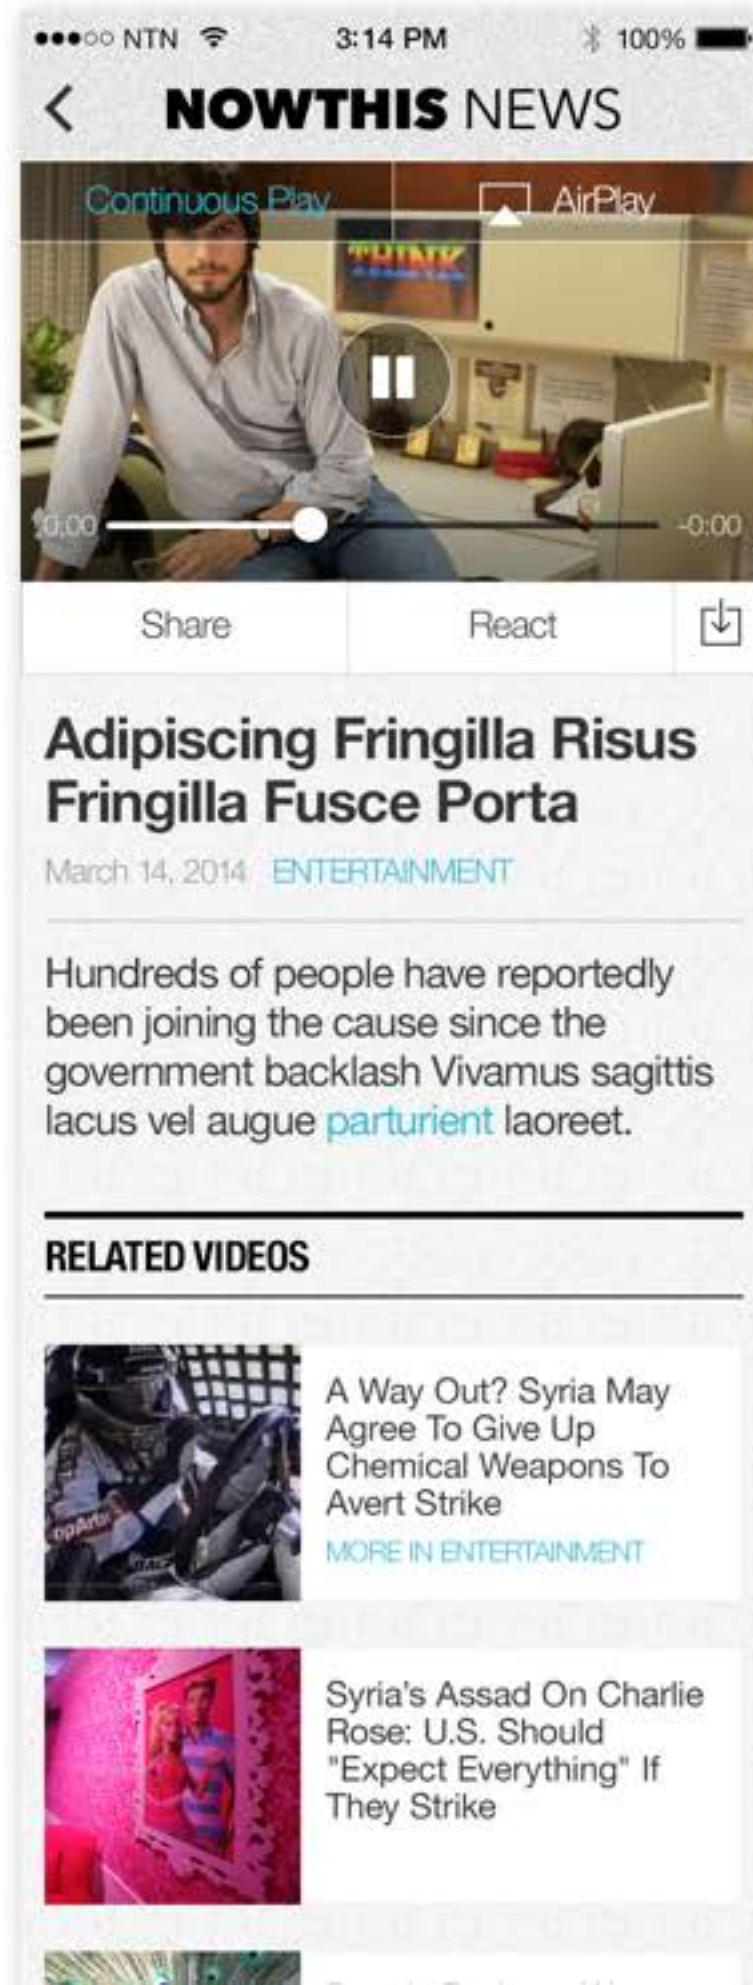 NTN
3:14 PM
100%
NOWTHIS NEWS
Continuous Play
AirPlay
THINK
0:00
-0:00
Share
React
Adipiscing Fringilla Risus
Fringilla Fusce Porta
March 14, 2014 ENTERTAINMENT
Hundreds of people have reportedly
been joining the cause since the
government backlash Vivamus sagittis
lacus vel augue parturient laoreet.
RELATED VIDEOS
A Way Out? Syria May
Agree To Give Up
Chemical Weapons To
Avert Strike
MORE IN ENTERTAINMENT
Syria's Assad On Charlie
Rose: U.S. Should
"Expect Everything" If
They Strike